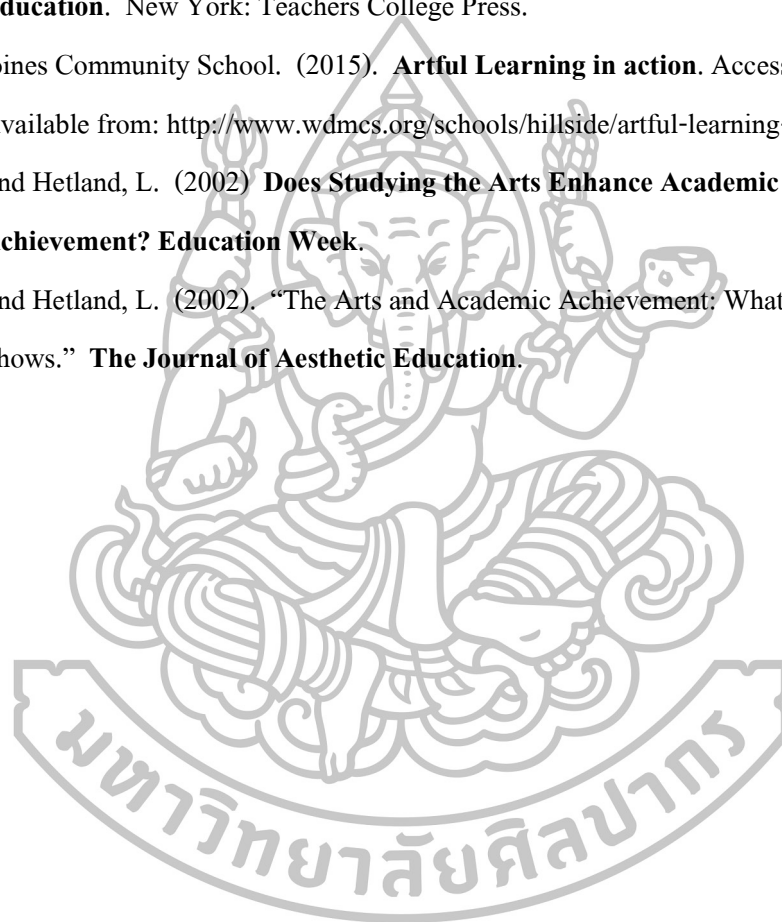 ducation. New York: Teachers College Press.
oines Community School. (2015). Artful Learning in action. Access
vailable from: http://www.wdmcs.org/schools/hillside/artful-learning-
nd Hetland, L. (2002) Does Studying the Arts Enhance Academic
chievement? Education Week.
nd Hetland, L. (2002). “The Arts and Academic Achievement: What
hows.” The Journal of Aesthetic Education.
มหาวิทยาลัยศิลปากร